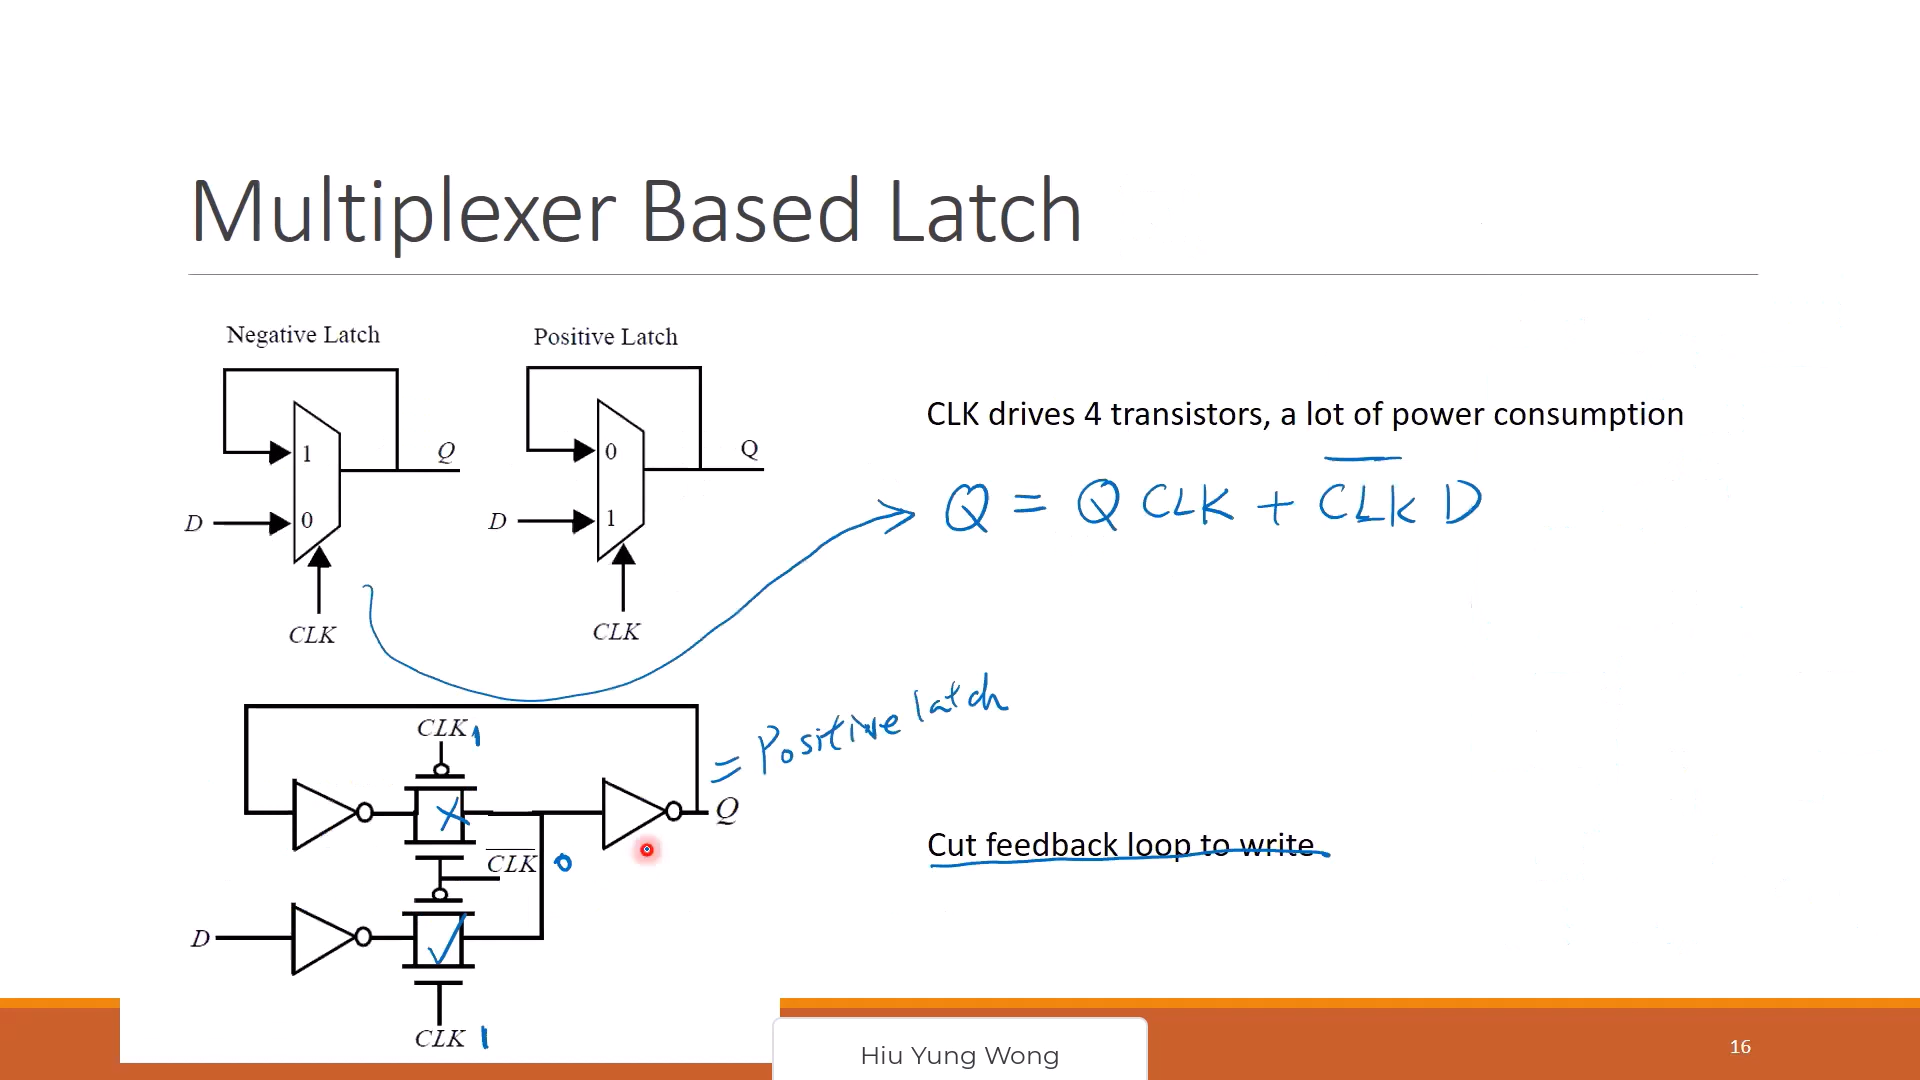 Multiplexer Based Latch
Negative Latch
Positive Latch
1
Q
D
0
CLK
0
Q
D
1
CLK
CLK drives 4 transistors, a lot of power consumption
Q = Q CLK + C̅L̅K̅ D
= Positive latch
CLK 1
Q
C̅L̅K̅ 0
D
CLK 1
Cut feedback loop to write
Hiu Yung Wong
16